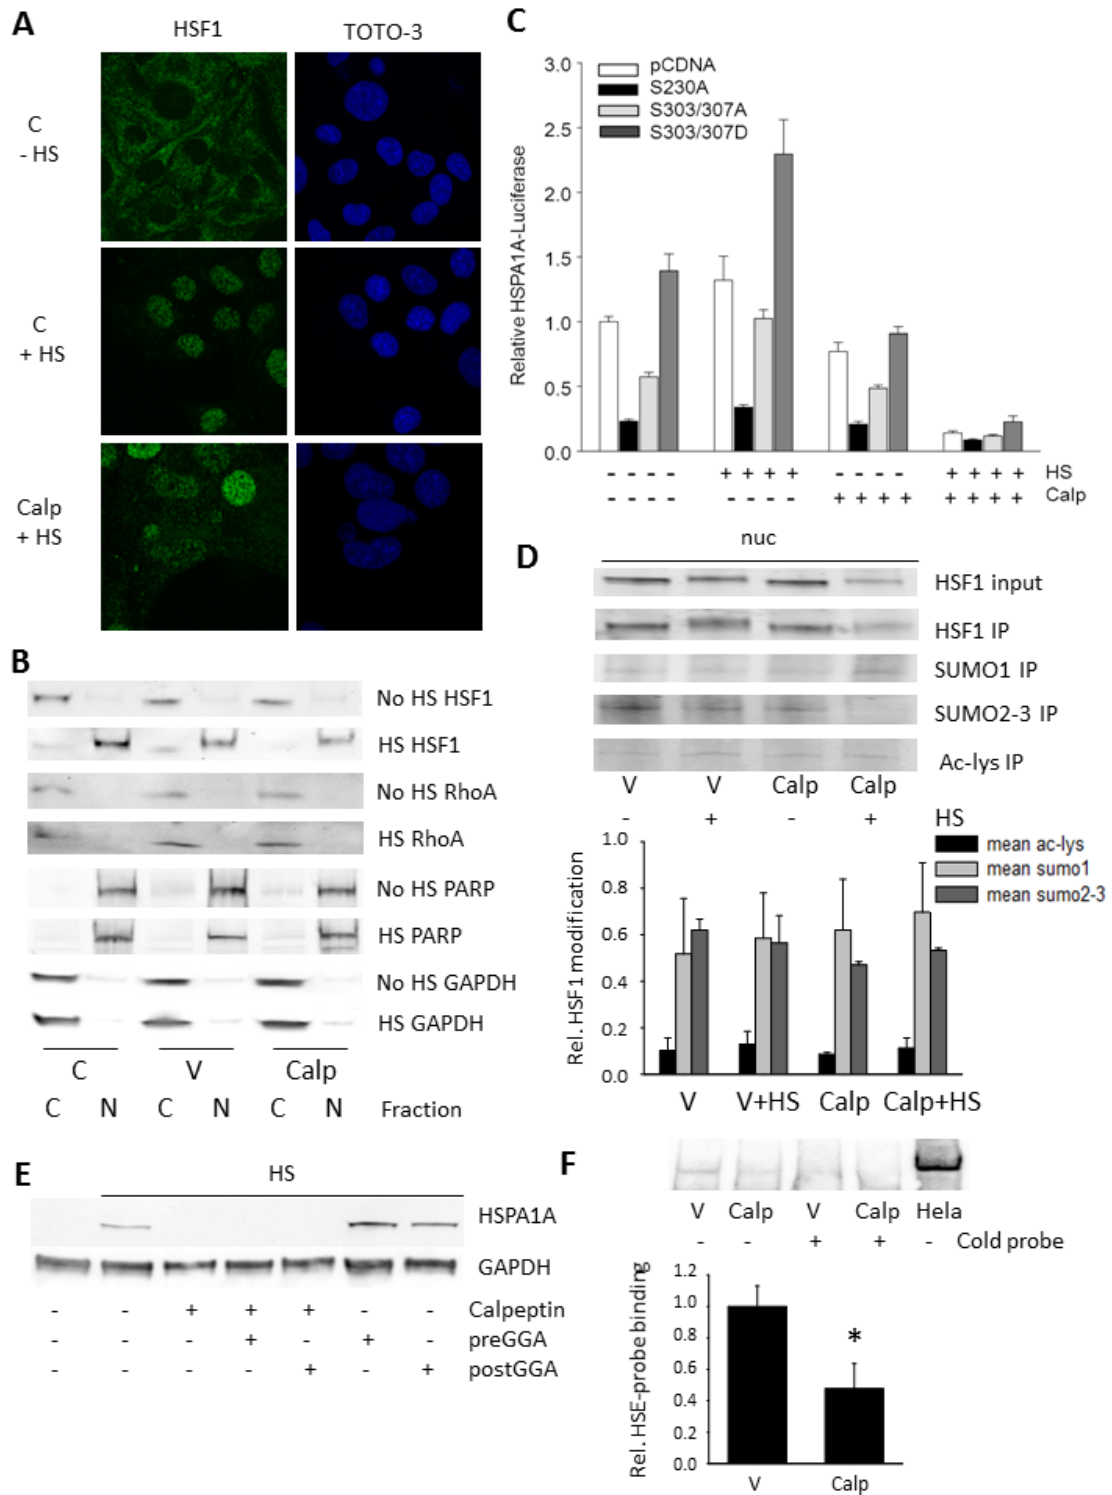 A
HSF1
TOTO-3
C
- HS
C
+ HS
Calp
+ HS
B
No HS HSF1
HS HSF1
No HS RhoA
HS RhoA
No HS PARP
HS PARP
No HS GAPDH
HS GAPDH
C V Calp
C N C N C N Fraction
C
Relative HSPA1A-Luciferase
3.0
2.5
2.0
1.5
1.0
0.5
0.0
pCDNA
S230A
S303/307A
S303/307D
- - - - + + + + - - - - + + + + HS
- - - - - - - - + + + + + + + + Calp
D
nuc
HSF1 input
HSF1 IP
SUMO1 IP
SUMO2-3 IP
Ac-lys IP
V V Calp Calp
- + - + HS
Rel. HSF1 modification
1.0
0.8
0.6
0.4
0.2
0.0
mean ac-lys
mean sumo1
mean sumo2-3
V V+HS Calp Calp+HS
E
HS
HSPA1A
GAPDH
- - + + + - - Calpeptin
- - - + - + - preGGA
- - - - + - + postGGA
F
V Calp V Calp Hela
- - + + - Cold probe
Rel. HSE-probe binding
1.2
1.0
0.8
0.6
0.4
0.2
0.0
*
V Calp